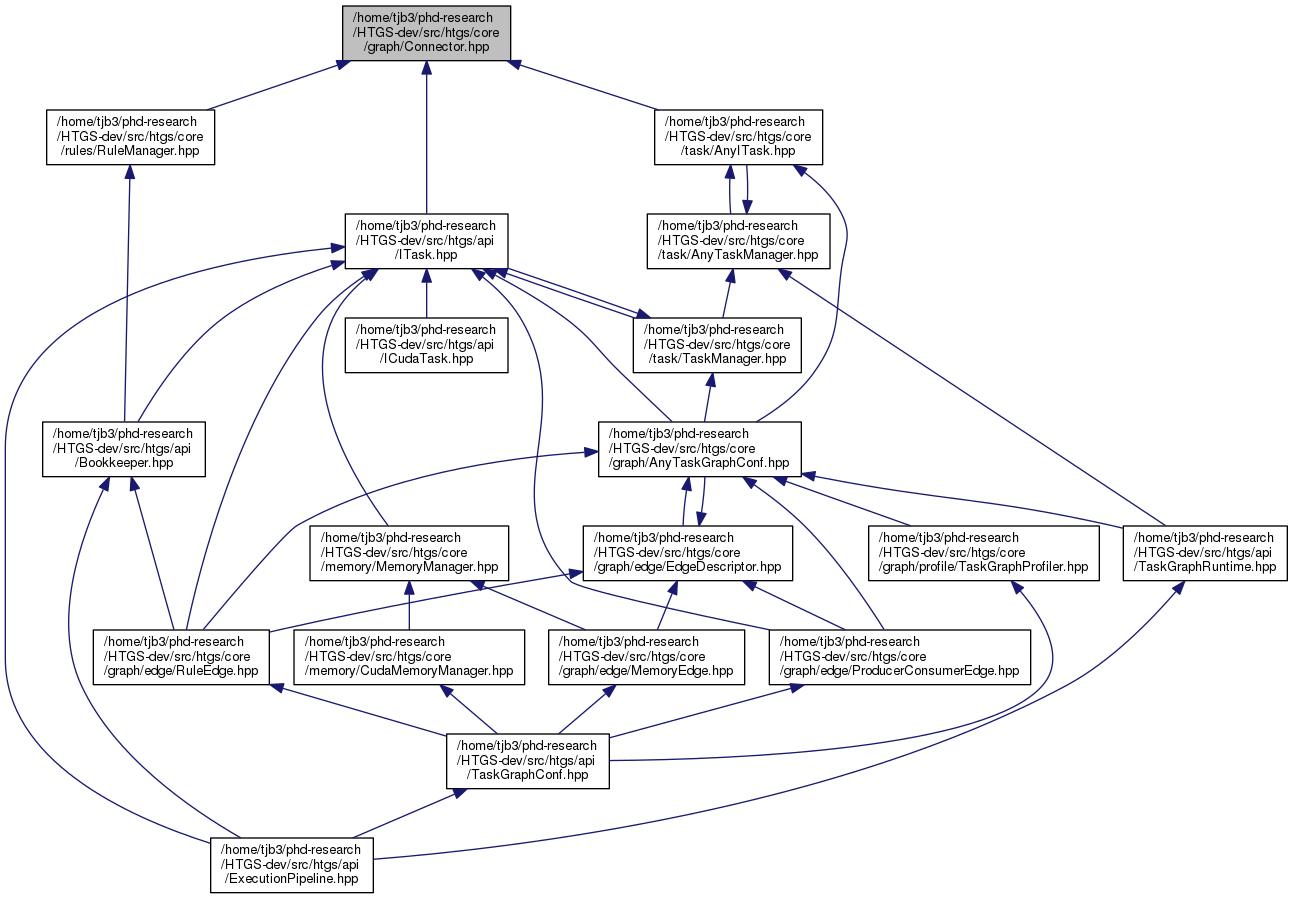 /home/tjb3/phd-research
/HTGS-dev/src/htgs/core
/graph/Connector.hpp
/home/tjb3/phd-research
/HTGS-dev/src/htgs/core
/rules/RuleManager.hpp
/home/tjb3/phd-research
/HTGS-dev/src/htgs/core
/task/AnyITask.hpp
/home/tjb3/phd-research
/HTGS-dev/src/htgs/api
/ITask.hpp
/home/tjb3/phd-research
/HTGS-dev/src/htgs/core
/task/AnyTaskManager.hpp
/home/tjb3/phd-research
/HTGS-dev/src/htgs/api
/ICudaTask.hpp
/home/tjb3/phd-research
/HTGS-dev/src/htgs/core
/task/TaskManager.hpp
/home/tjb3/phd-research
/HTGS-dev/src/htgs/api
/Bookkeeper.hpp
/home/tjb3/phd-research
/HTGS-dev/src/htgs/core
/graph/AnyTaskGraphConf.hpp
/home/tjb3/phd-research
/HTGS-dev/src/htgs/core
/memory/MemoryManager.hpp
/home/tjb3/phd-research
/HTGS-dev/src/htgs/core
/graph/edge/EdgeDescriptor.hpp
/home/tjb3/phd-research
/HTGS-dev/src/htgs/core
/graph/profile/TaskGraphProfiler.hpp
/home/tjb3/phd-research
/HTGS-dev/src/htgs/api
/TaskGraphRuntime.hpp
/home/tjb3/phd-research
/HTGS-dev/src/htgs/core
/graph/edge/RuleEdge.hpp
/home/tjb3/phd-research
/HTGS-dev/src/htgs/core
/memory/CudaMemoryManager.hpp
/home/tjb3/phd-research
/HTGS-dev/src/htgs/core
/graph/edge/MemoryEdge.hpp
/home/tjb3/phd-research
/HTGS-dev/src/htgs/core
/graph/edge/ProducerConsumerEdge.hpp
/home/tjb3/phd-research
/HTGS-dev/src/htgs/api
/TaskGraphConf.hpp
/home/tjb3/phd-research
/HTGS-dev/src/htgs/api
/ExecutionPipeline.hpp